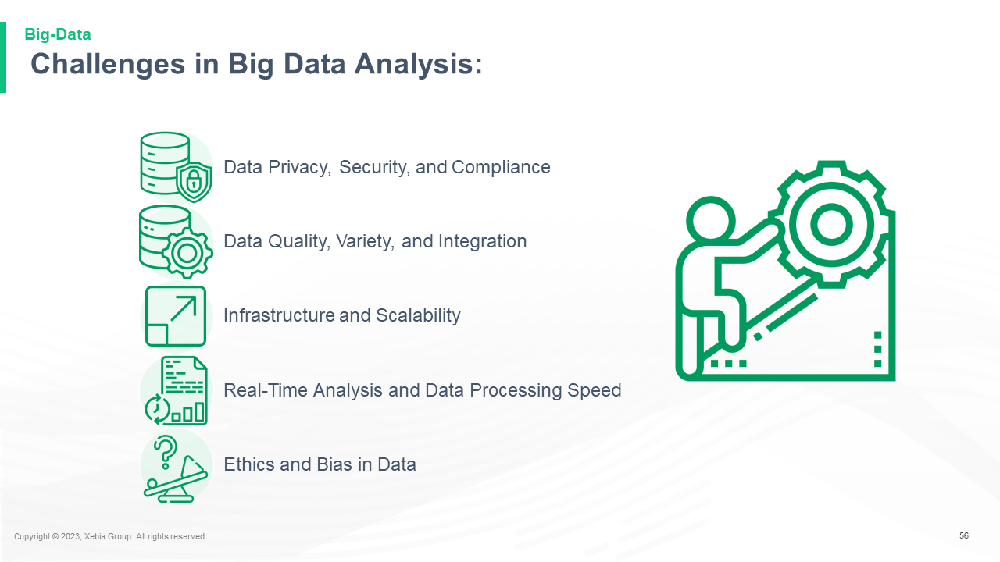 Big-Data
Challenges in Big Data Analysis:
Data Privacy, Security, and Compliance
Data Quality, Variety, and Integration
Infrastructure and Scalability
Real-Time Analysis and Data Processing Speed
Ethics and Bias in Data
Copyright © 2023, Xebia Group. All rights reserved.
56